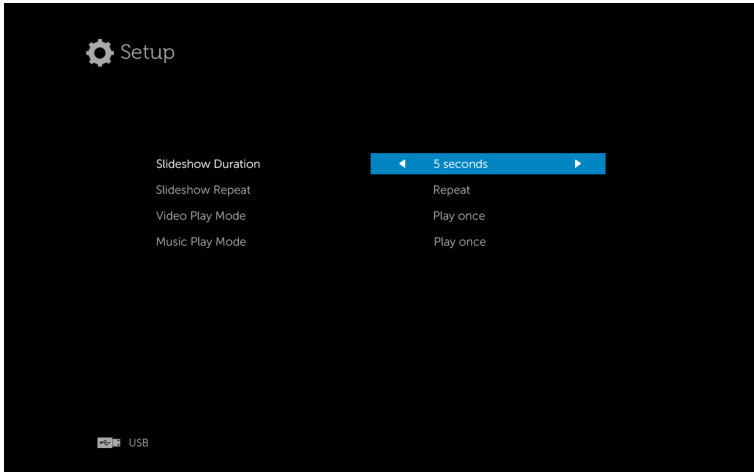 Setup
Slideshow Duration 5 seconds
Slideshow Repeat Repeat
Video Play Mode Play once
Music Play Mode Play once
USB